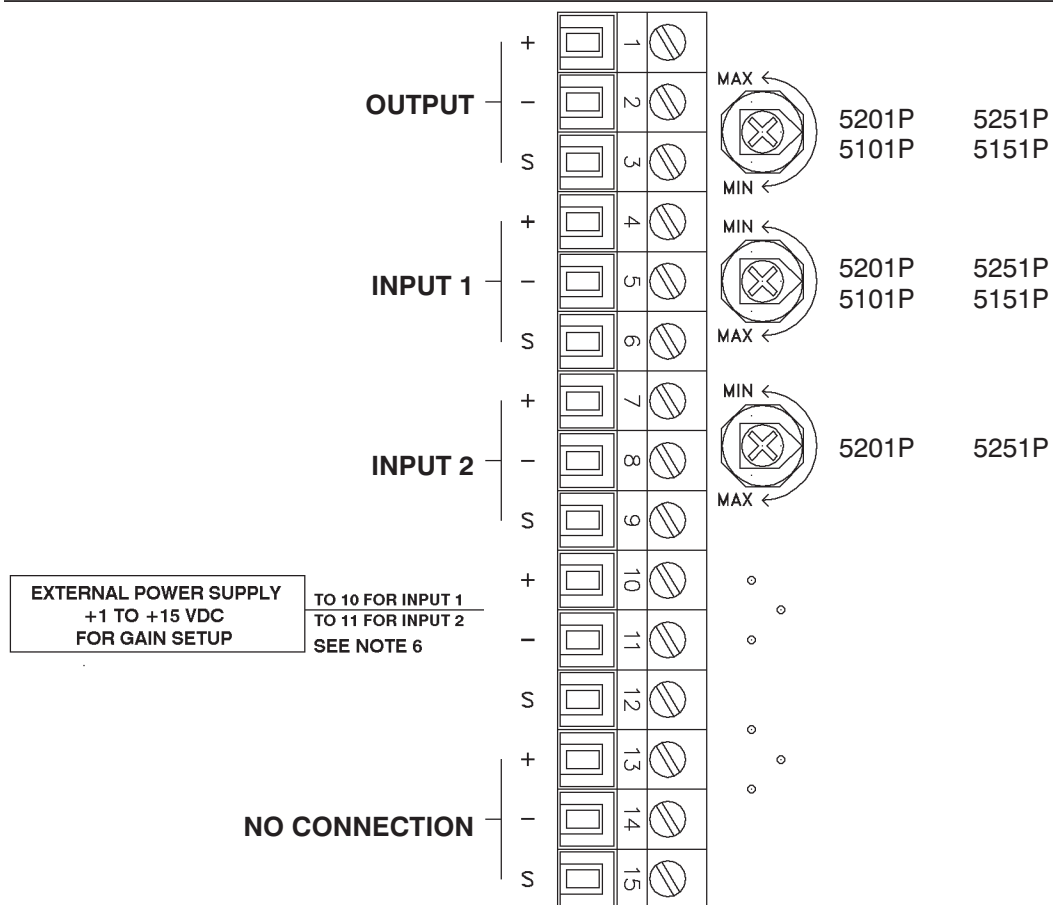 + 1
MAX
OUTPUT − 2
5201P 5251P
5101P 5151P
S 3
MIN
+ 4
MIN
INPUT 1 − 5
5201P 5251P
5101P 5151P
S 6
MAX
+ 7
MIN
INPUT 2 − 8
5201P 5251P
MAX
S 9
+ 10
EXTERNAL POWER SUPPLY
+1 TO +15 VDC
FOR GAIN SETUP
TO 10 FOR INPUT 1
TO 11 FOR INPUT 2
SEE NOTE 6
− 11
S 12
+ 13
NO CONNECTION − 14
S 15